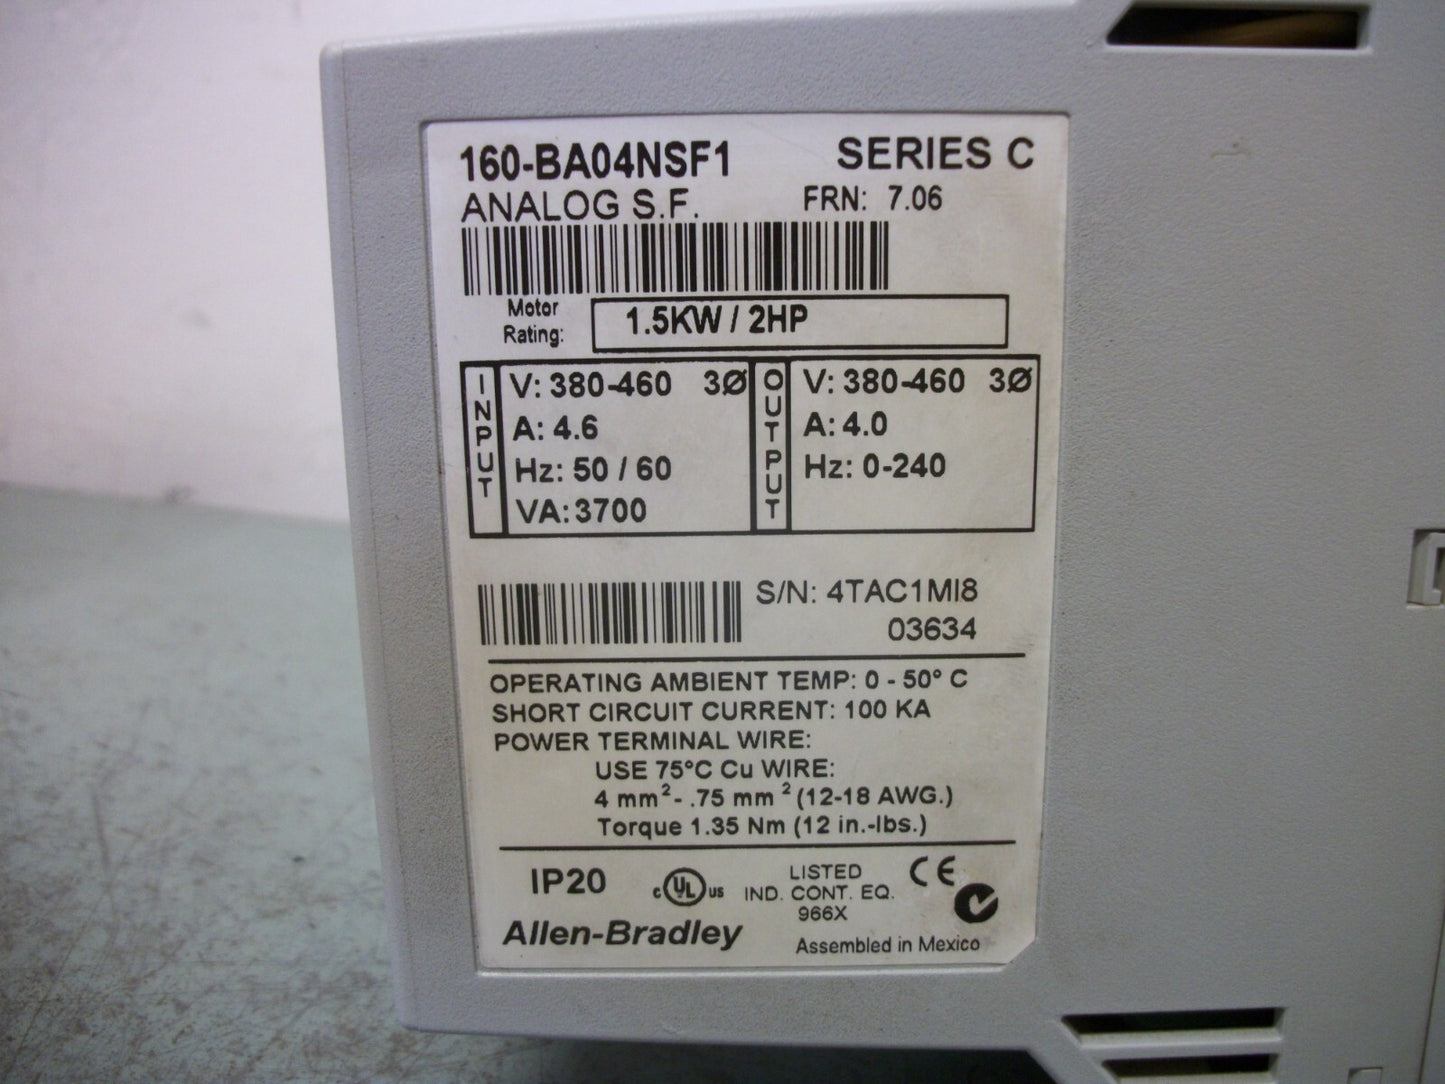 160-BA04NSF1 SERIES C
ANALOG S.F. FRN: 7.06
Motor
Rating: 1.5KW / 2HP
INPUT
V: 380-460 3Ø
A: 4.6
Hz: 50 / 60
VA: 3700
OUTPUT
V: 380-460 3Ø
A: 4.0
Hz: 0-240
S/N: 4TAC1MI8
03634
OPERATING AMBIENT TEMP: 0 - 50° C
SHORT CIRCUIT CURRENT: 100 KA
POWER TERMINAL WIRE:
USE 75°C Cu WIRE:
4 mm²- .75 mm² (12-18 AWG.)
Torque 1.35 Nm (12 in.-lbs.)
IP20
c UL us
LISTED
IND. CONT. EQ.
966X
CE
Allen-Bradley
Assembled in Mexico